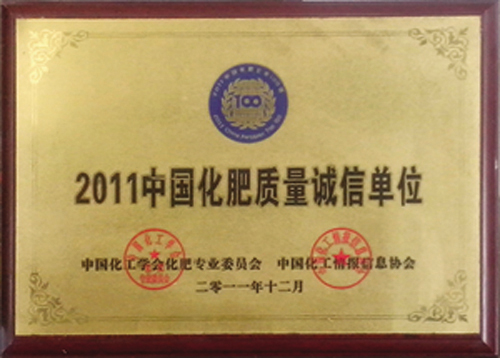 100
2011中国化肥质量诚信单位
中国化工学会化肥专业委员会 中国化工情报信息协会
二零一一年十二月